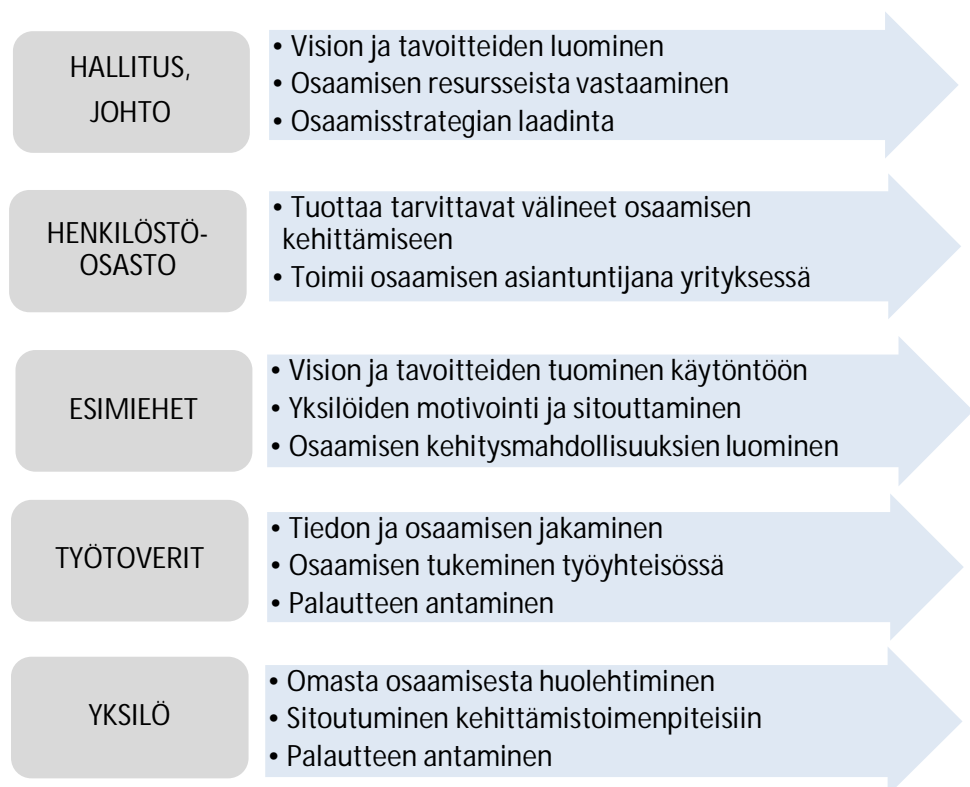 HALLITUS,
JOHTO
• Vision ja tavoitteiden luominen
• Osaamisen resursseista vastaaminen
• Osaamisstrategian laadinta
HENKILÖSTÖ-
OSASTO
• Tuottaa tarvittavat välineet osaamisen
kehittämiseen
• Toimii osaamisen asiantuntijana yrityksessä
ESIMIEHET
• Vision ja tavoitteiden tuominen käytöntöön
• Yksilöiden motivointi ja sitouttaminen
• Osaamisen kehitysmahdollisuuksien luominen
TYÖTOVERIT
• Tiedon ja osaamisen jakaminen
• Osaamisen tukeminen työyhteisössä
• Palautteen antaminen
YKSILÖ
• Omasta osaamisesta huolehtiminen
• Sitoutuminen kehittämistoimenpiteisiin
• Palautteen antaminen